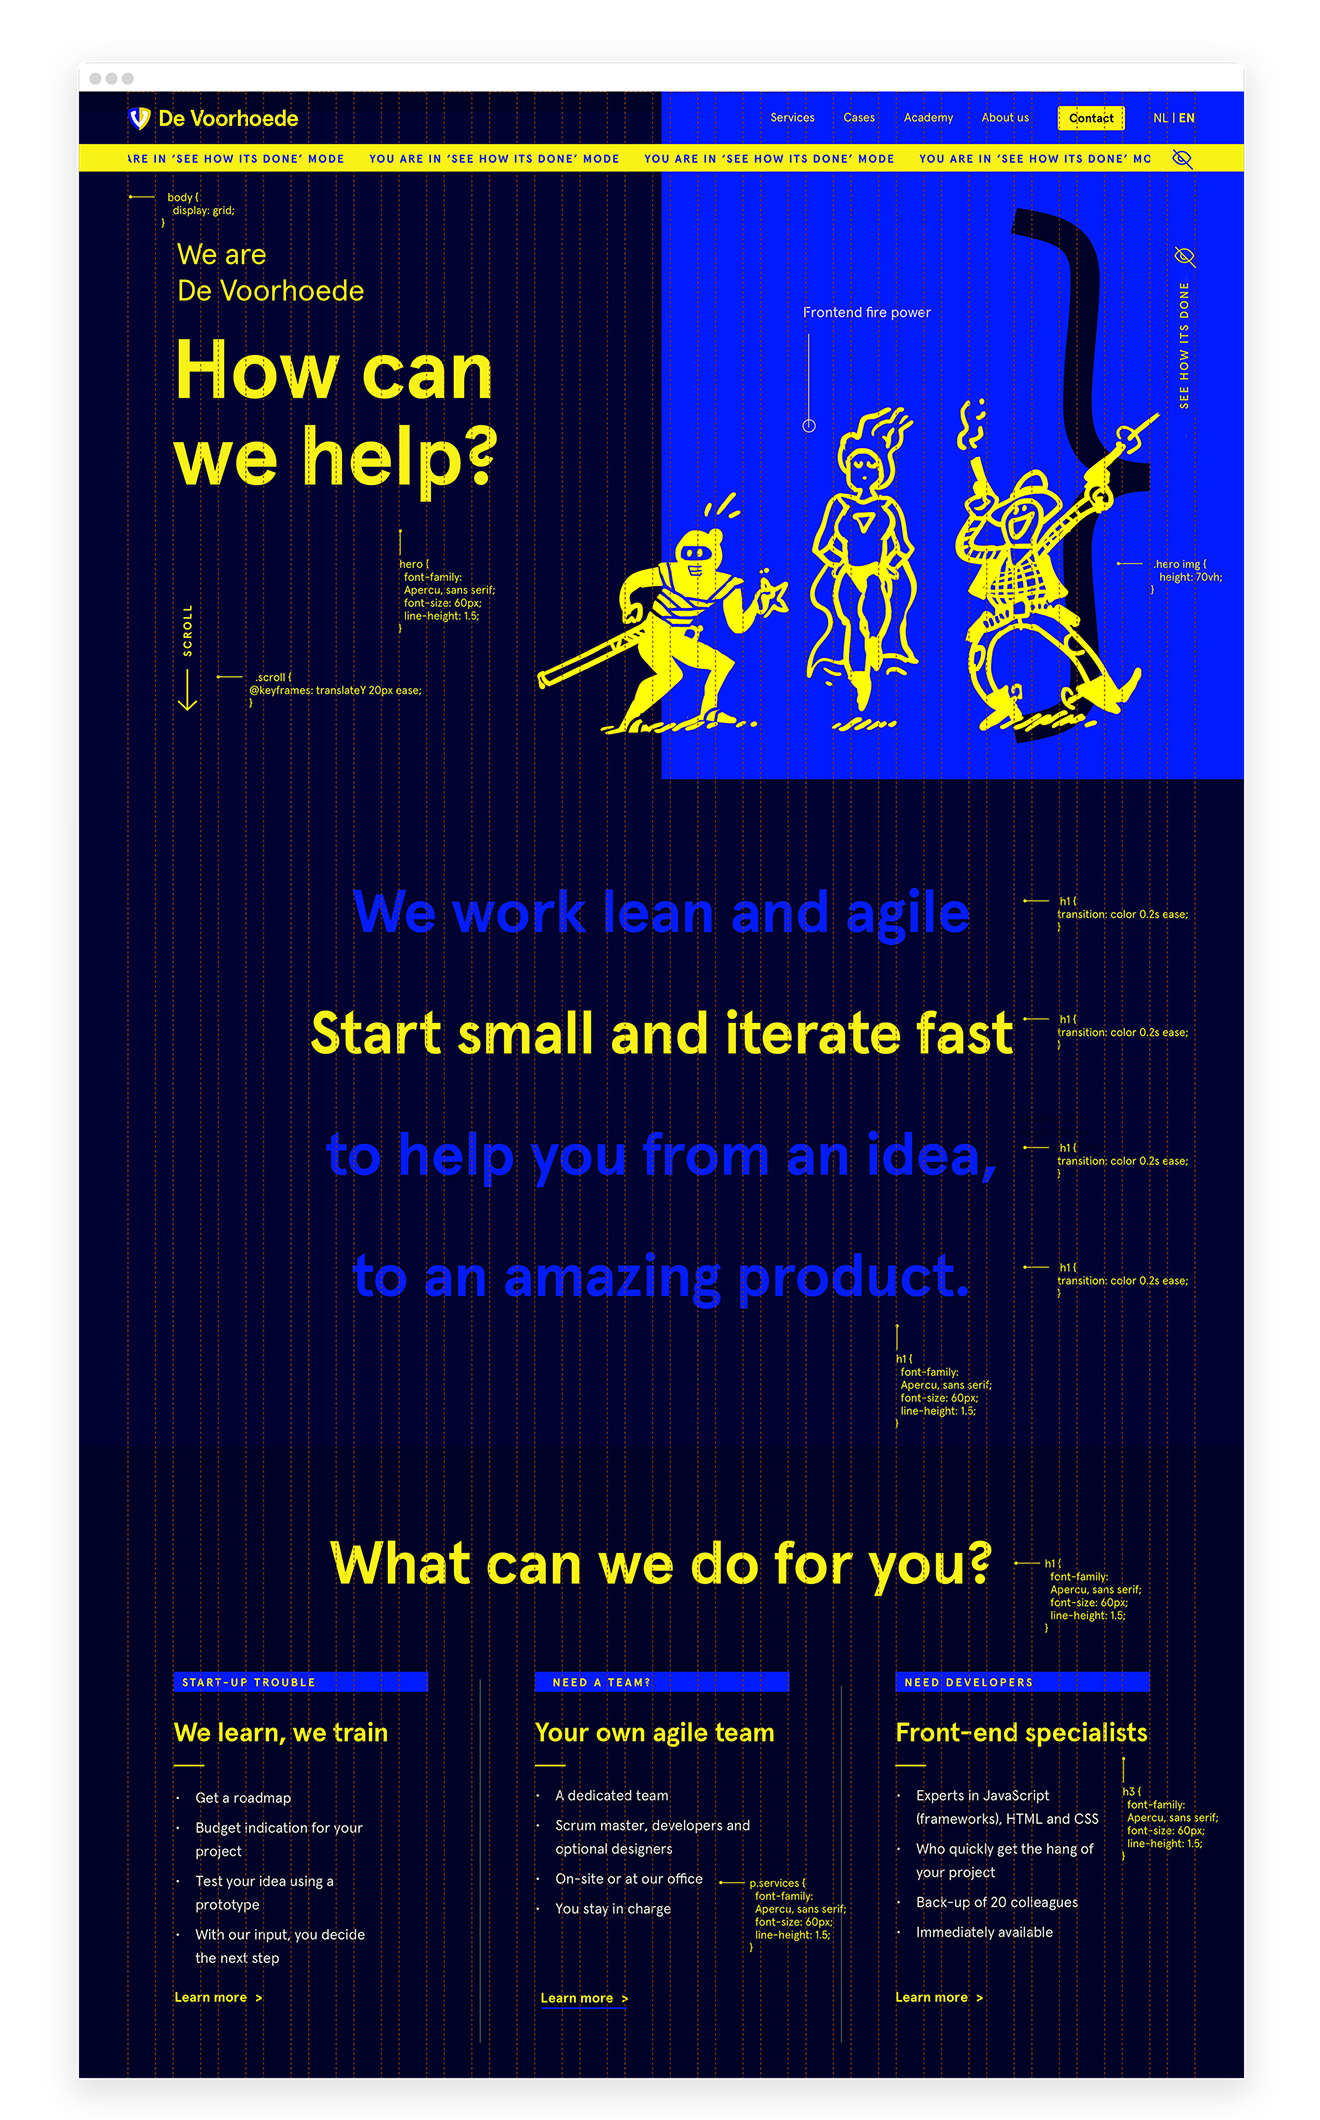 De Voorhoede
Services Cases Academy About us Contact NL | EN
ARE IN ‘SEE HOW ITS DONE’ MODE YOU ARE IN ‘SEE HOW ITS DONE’ MODE YOU ARE IN ‘SEE HOW ITS DONE’ MODE YOU ARE IN ‘SEE HOW ITS DONE’ MO
body {
display: grid;
}
We are
De Voorhoede
How can
we help?
hero {
font-family:
Apercu, sans serif;
font-size: 60px;
line-height: 1.5;
}
SCROLL
.scroll {
@keyframes: translateY 20px ease;
}
Frontend fire power
SEE HOW ITS DONE
.hero img {
height: 70vh;
}
We work lean and agile
h1 {
transition: color 0.2s ease;
}
Start small and iterate fast
h1 {
transition: color 0.2s ease;
}
to help you from an idea,
h1 {
transition: color 0.2s ease;
}
to an amazing product.
h1 {
transition: color 0.2s ease;
}
h1 {
font-family:
Apercu, sans serif;
font-size: 60px;
line-height: 1.5;
}
What can we do for you?
h1 {
font-family:
Apercu, sans serif;
font-size: 60px;
line-height: 1.5;
}
START-UP TROUBLE
We learn, we train
· Get a roadmap
· Budget indication for your
project
· Test your idea using a
prototype
· With our input, you decide
the next step
Learn more >
NEED A TEAM?
Your own agile team
· A dedicated team
· Scrum master, developers and
optional designers
· On-site or at our office
· You stay in charge
p.services {
font-family:
Apercu, sans serif;
font-size: 60px;
line-height: 1.5;
}
Learn more >
NEED DEVELOPERS
Front-end specialists
· Experts in JavaScript
(frameworks), HTML and CSS
· Who quickly get the hang of
your project
· Back-up of 20 colleagues
· Immediately available
h3 {
font-family:
Apercu, sans serif;
font-size: 60px;
line-height: 1.5;
}
Learn more >